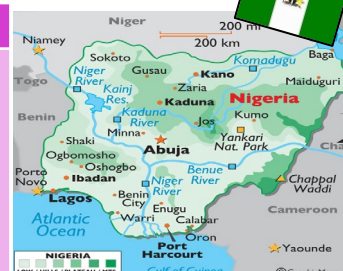 Niger
200 mi
200 km
Niamey
Komadugu
Baga
Sokoto
Niger
River
Gusau
Kano
Maiduguri
Togo
Kainj
Res.
Zaria
Kaduna
Nigeria
Kaduna
River
Kumo
Benin
Jos
Minna
Yankari
Nat. Park
Shaki
Abuja
Ogbomosho
Oshogbo
Benue
River
Chappal
Waddi
Porto
Novo
Ibadan
Niger
River
Lagos
Benin
City
Enugu
Cameroon
Atlantic
Ocean
Warri
Calabar
Oron
Port
Harcourt
Yaounde
NIGERIA